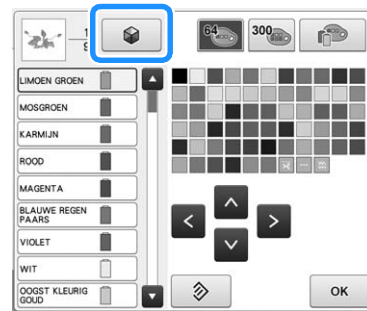 64
300
LIMOEN GROEN
MOSGROEN
KARMIJN
ROOD
MAGENTA
BLAUWE REGEN
PAARS
VIOLET
WIT
OOGST KLEURIG
GOUD
OK